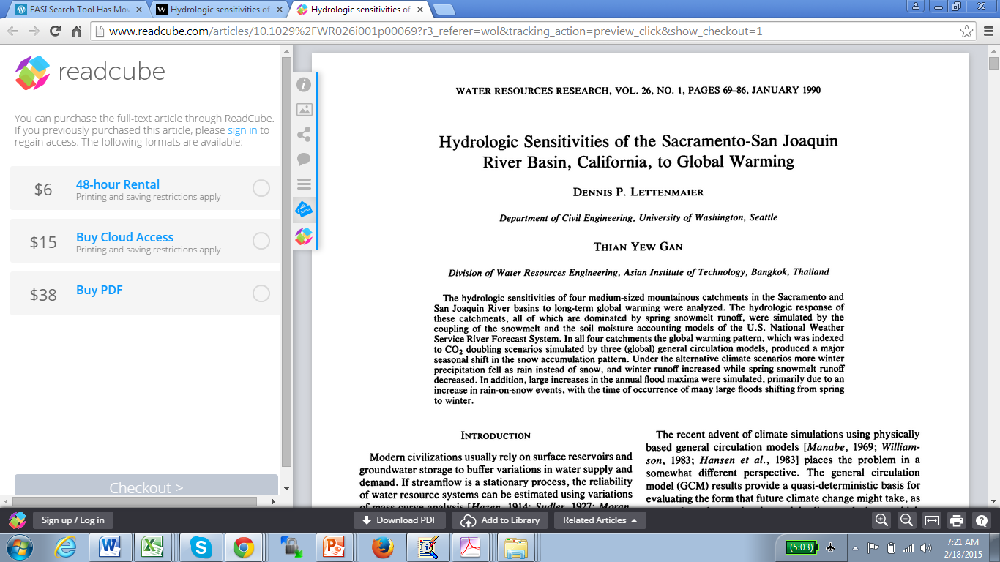 EASI Search Tool Has Mov
Hydrologic sensitivities of
Hydrologic sensitivities of
www.readcube.com/articles/10.1029%2FWR026i001p00069?r3_referer=wol&tracking_action=preview_click&show_checkout=1
readcube
You can purchase the full-text article through ReadCube.
If you previously purchased this article, please sign in to
regain access. The following formats are available:
$6
48-hour Rental
Printing and saving restrictions apply
$15
Buy Cloud Access
Printing and saving restrictions apply
$38
Buy PDF
Checkout >
WATER RESOURCES RESEARCH, VOL. 26, NO. 1, PAGES 69–86, JANUARY 1990
Hydrologic Sensitivities of the Sacramento-San Joaquin
River Basin, California, to Global Warming
DENNIS P. LETTENMAIER
Department of Civil Engineering, University of Washington, Seattle
THIAN YEW GAN
Division of Water Resources Engineering, Asian Institute of Technology, Bangkok, Thailand
The hydrologic sensitivities of four medium-sized mountainous catchments in the Sacramento and
San Joaquin River basins to long-term global warming were analyzed. The hydrologic response of
these catchments, all of which are dominated by spring snowmelt runoff, were simulated by the
coupling of the snowmelt and the soil moisture accounting models of the U.S. National Weather
Service River Forecast System. In all four catchments the global warming pattern, which was indexed
to CO₂ doubling scenarios simulated by three (global) general circulation models, produced a major
seasonal shift in the snow accumulation pattern. Under the alternative climate scenarios more winter
precipitation fell as rain instead of snow, and winter runoff increased while spring snowmelt runoff
decreased. In addition, large increases in the annual flood maxima were simulated, primarily due to an
increase in rain-on-snow events, with the time of occurrence of many large floods shifting from spring
to winter.
INTRODUCTION
Modern civilizations usually rely on surface reservoirs and
groundwater storage to buffer variations in water supply and
demand. If streamflow is a stationary process, the reliability
of water resource systems can be estimated using variations
of mass curve analysis [Hazen, 1914; Sudler, 1927; Moran,
The recent advent of climate simulations using physically
based general circulation models [Manabe, 1969; William-
son, 1983; Hansen et al., 1983] places the problem in a
somewhat different perspective. The general circulation
model (GCM) results provide a quasi-deterministic basis for
evaluating the form that future climate change might take, as
Sign up / Log in
Download PDF
Add to Library
Related Articles
(5:03)
7:21 AM
2/18/2015